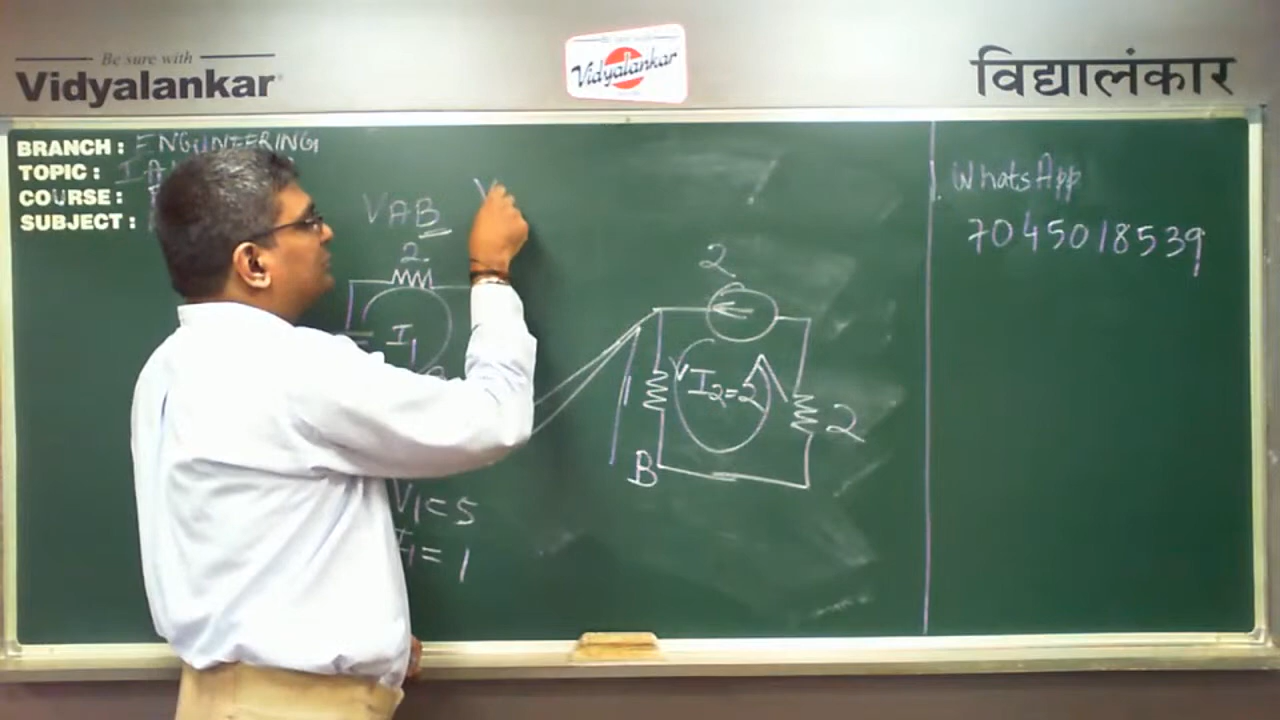 Be sure with
Vidyalankar
Vidyalankar
विद्यालंकार
BRANCH : ENGINEERING
TOPIC :
COURSE :
SUBJECT :
WhatsApp
7045018539
VAB
V
2
I1
2
1
I2=2
2
B
V1=5
I1=1